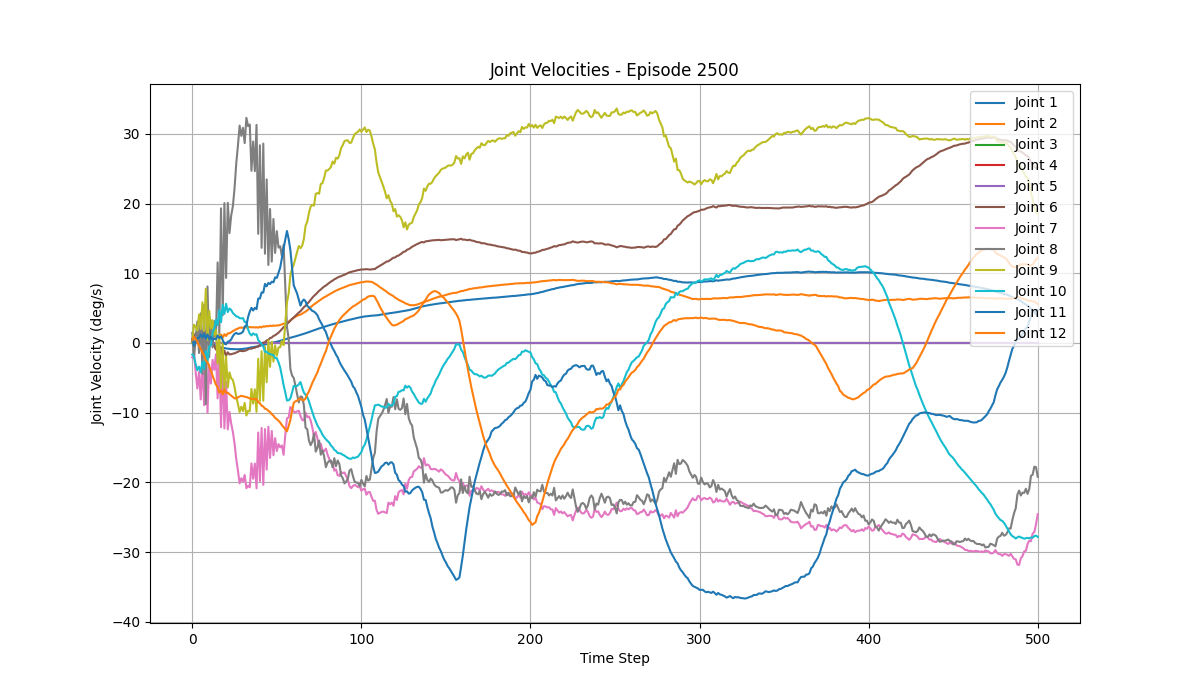 Joint Velocities - Episode 2500
Joint Velocity (deg/s)
30
20
10
0
−10
−20
−30
−40
0
100
200
300
400
500
Time Step
Joint 1
Joint 2
Joint 3
Joint 4
Joint 5
Joint 6
Joint 7
Joint 8
Joint 9
Joint 10
Joint 11
Joint 12